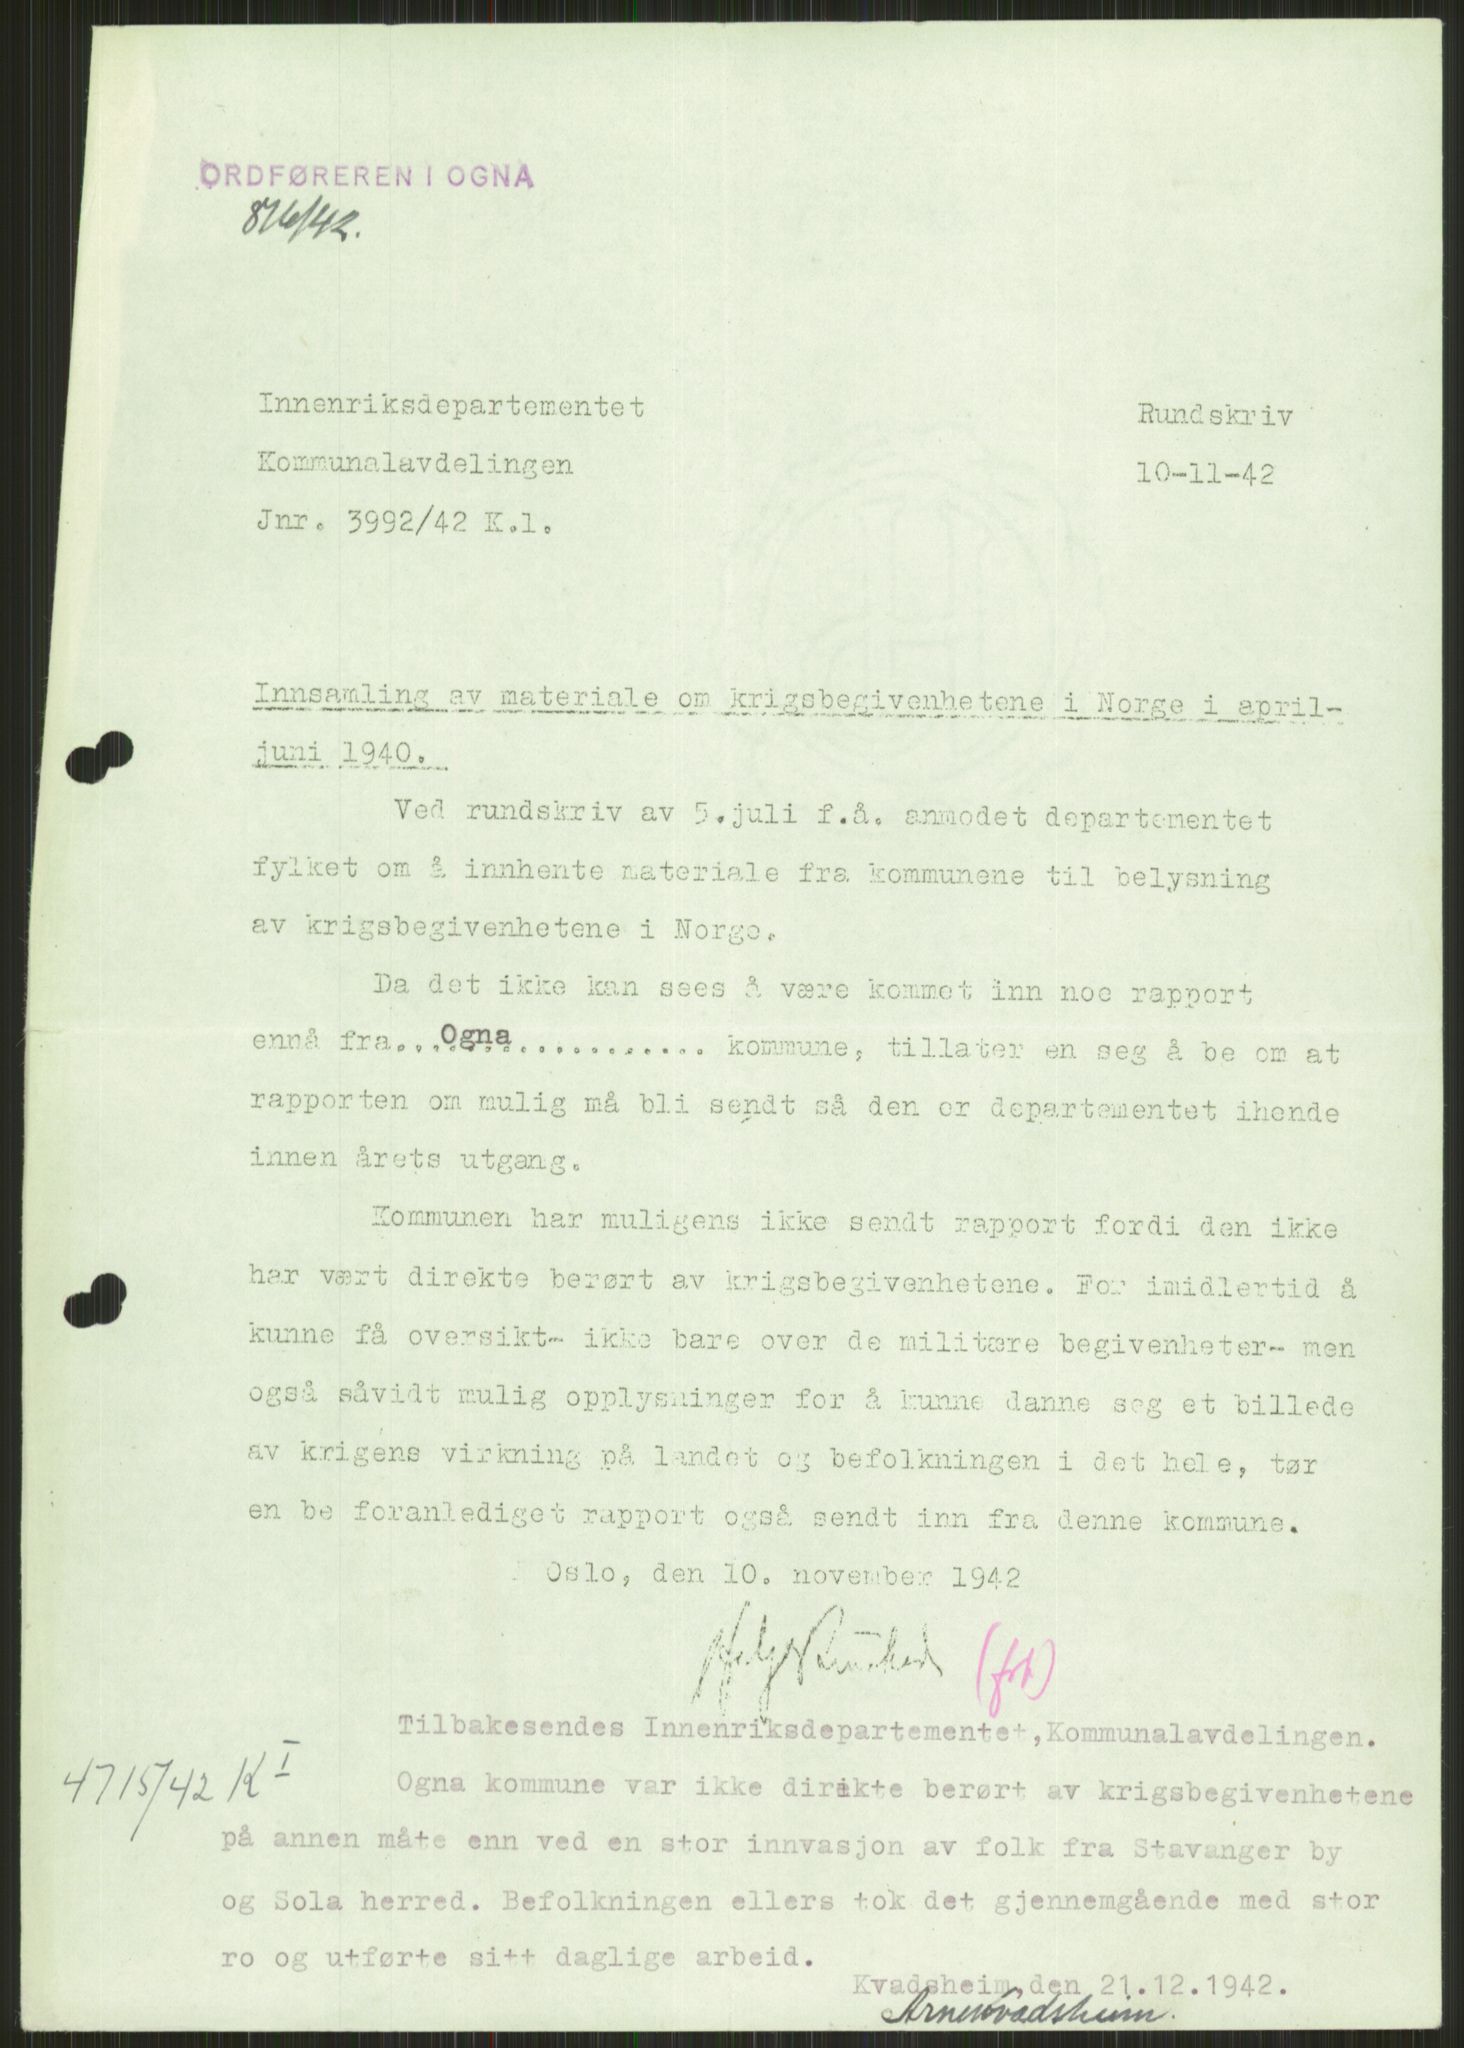 ORDFØREREN I OGNA
Innenriksdepartementet
Rundskriv
Kommunalavdelingen
10-11-42
Jnr. 3992/42 K.l.
Innsamling av materiale om krigsbegivenhetene i Norge i april-
juni 1940.
Ved rundskriv av 5.juli f.å. anmodet departementet
fylket om å innhente materiale fra kommunene til belysning
av krigsbegivenhetene i Norge.
Da det ikke kan sees å være kommet inn noe rapport
ennå fra....Ogna.............. kommune, tillater en seg å be om at
rapporten om mulig må bli sendt så den er departementet ihende
innen årets utgang.
Kommunen har muligens ikke sendt rapport fordi den ikke
har vært direkte berørt av krigsbegivenhetene. For imidlertid å
kunne få oversikt- ikke bare over de militære begivenheter- men
også såvidt mulig opplysninger for å kunne danne seg et billede
av krigens virkning på landet og befolkningen i det hele, tør
en be foranlediget rapport også sendt inn fra denne kommune.
Oslo, den 10. november 1942
Tilbakesendes Innenriksdepartementet,Kommunalavdelingen.
4715/42 K I
Ogna kommune var ikke direkte berørt av krigsbegivenhetene
på annen måte enn ved en stor innvasjon av folk fra Stavanger by
og Sola herred. Befolkningen ellers tok det gjennemgående med stor
ro og utførte sitt daglige arbeid.
Kvadsheim,den 21.12.1942.
Arne Kvadsheim.